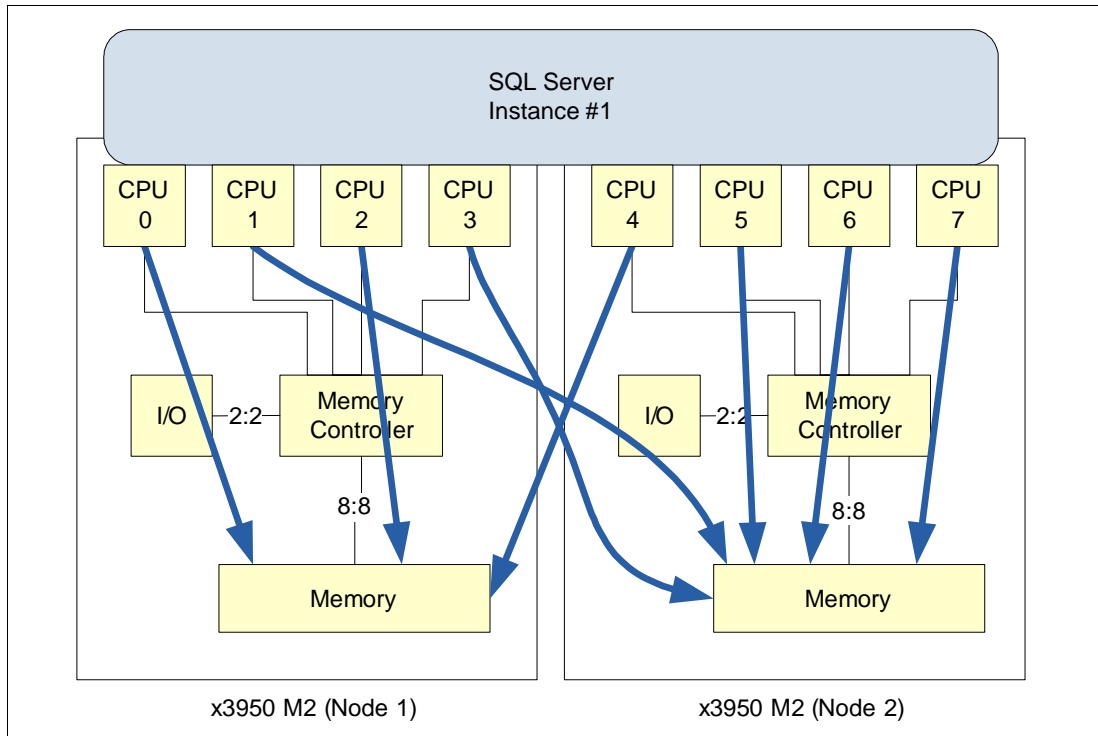 SQL Server
Instance #1
CPU
0
CPU
1
CPU
2
CPU
3
CPU
4
CPU
5
CPU
6
CPU
7
I/O
2:2
Memory
Controller
I/O
2:2
Memory
Controller
8:8
8:8
Memory
Memory
x3950 M2 (Node 1)
x3950 M2 (Node 2)